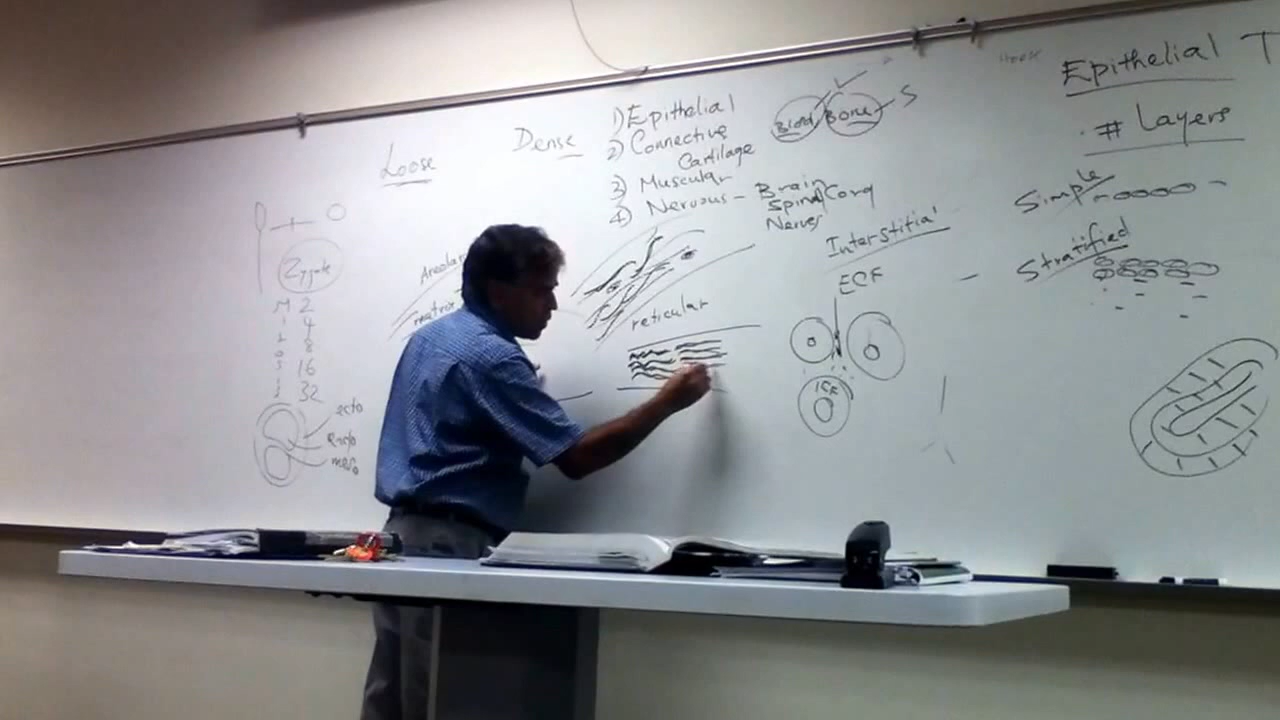 Loose
Zygote
M 2
i 4
t 8
o 16
s
i 32
s
ecto
Endo
meso
Areolar
matrix
Dense
1) Epithelial
2) Connective
Cartilage
3) Muscular
4) Nervous - Brain
Spinal Cord
Nerves
Blood Bone S
reticular
Interstitial
ECF
ICF
Epithelial T
# Layers
Simple
Stratified